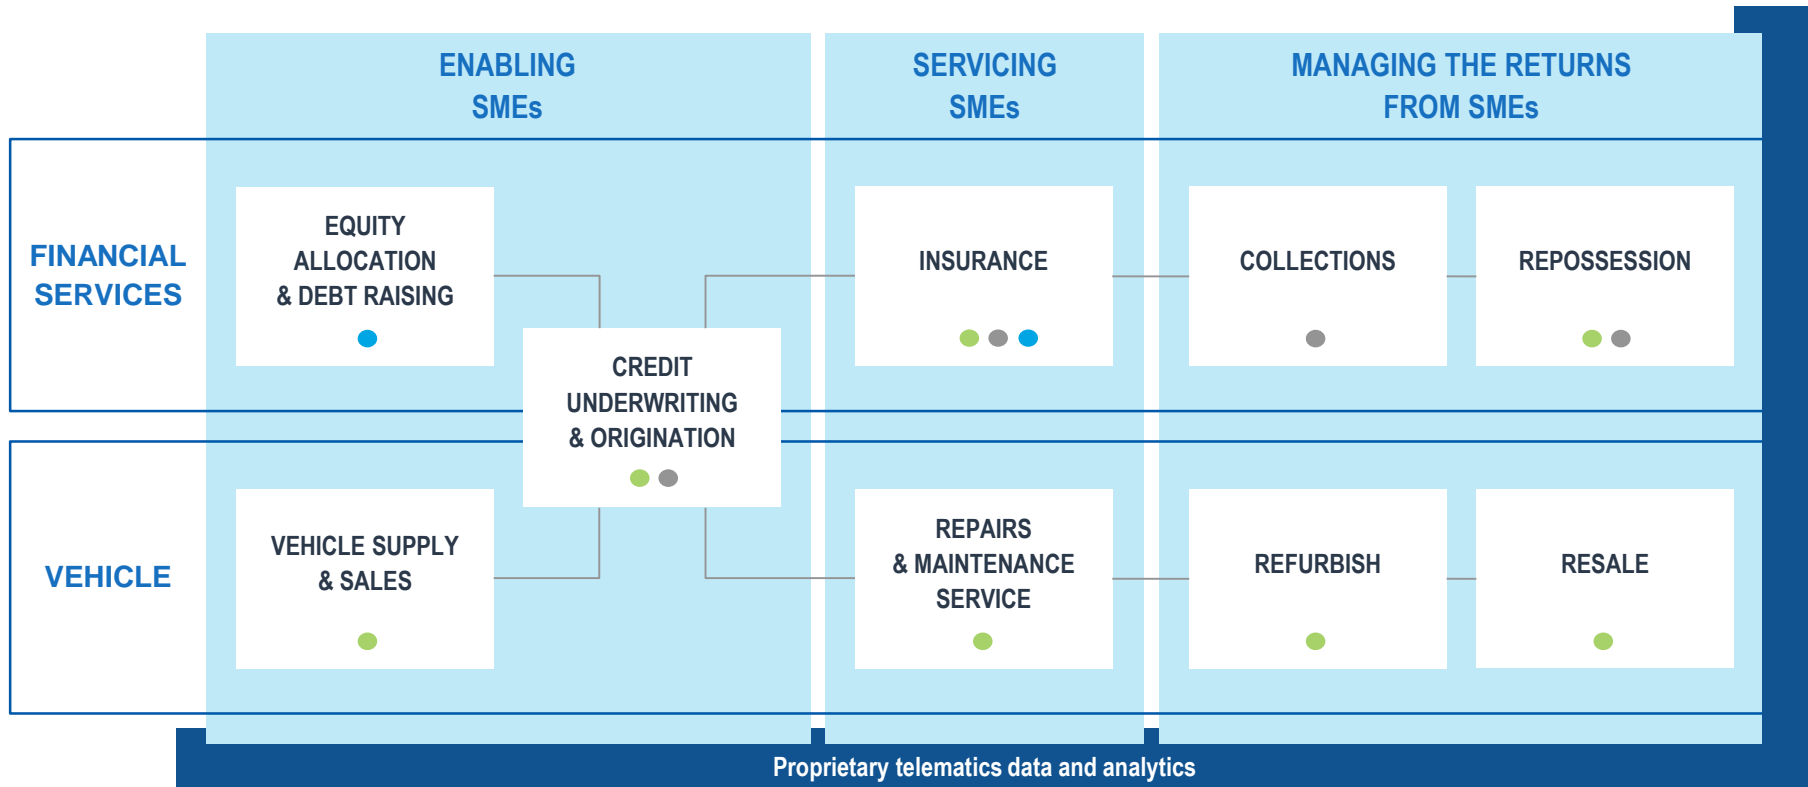 ENABLING
SMEs
SERVICING
SMEs
MANAGING THE RETURNS
FROM SMEs
FINANCIAL
SERVICES
EQUITY
ALLOCATION
& DEBT RAISING
CREDIT
UNDERWRITING
& ORIGINATION
INSURANCE
COLLECTIONS
REPOSSESSION
VEHICLE
VEHICLE SUPPLY
& SALES
REPAIRS
& MAINTENANCE
SERVICE
REFURBISH
RESALE
Proprietary telematics data and analytics